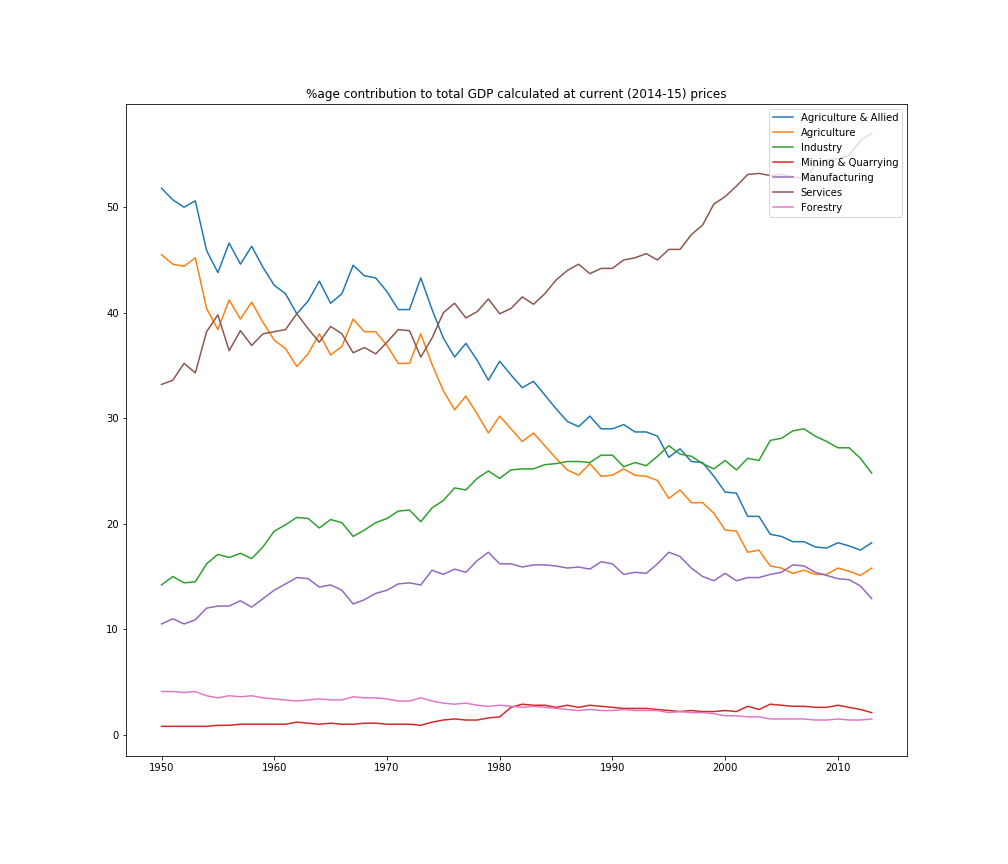 %age contribution to total GDP calculated at current (2014-15) prices
Agriculture & Allied
Agriculture
Industry
Mining & Quarrying
Manufacturing
Services
Forestry
50
40
30
20
10
0
1950 1960 1970 1980 1990 2000 2010